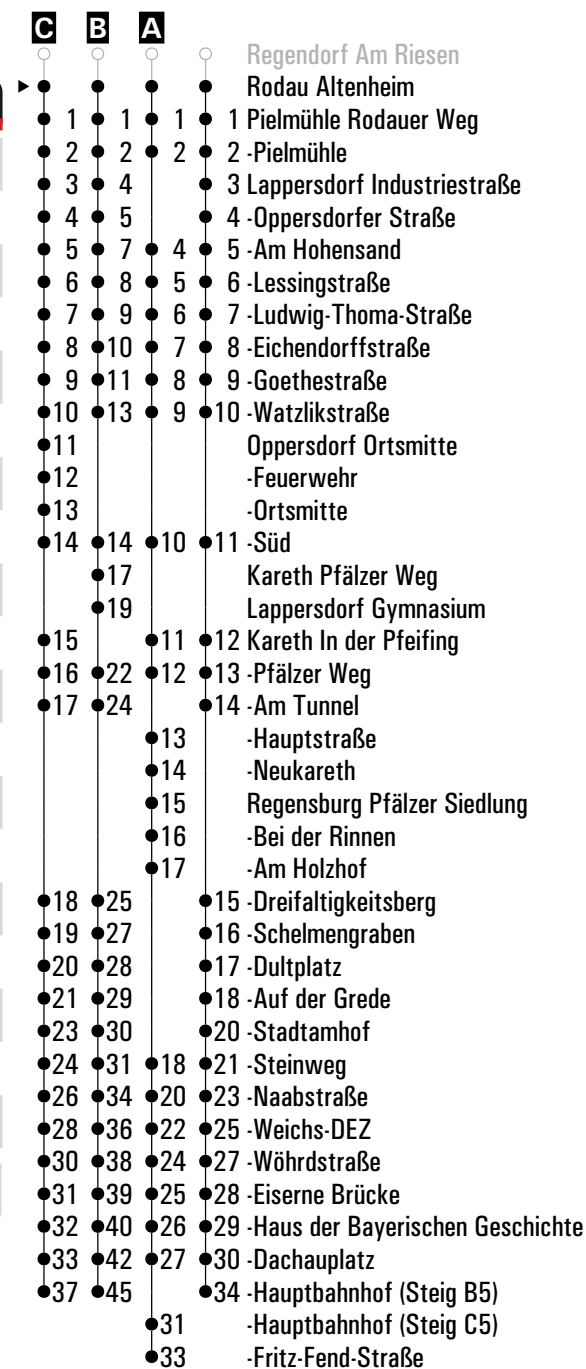 C B A
Regendorf Am Riesen
Rodau Altenheim
1 1 1 1 Pielmühle Rodauer Weg
2 2 2 2 -Pielmühle
3 4 3 Lappersdorf Industriestraße
4 5 4 -Oppersdorfer Straße
5 7 4 5 -Am Hohensand
6 8 5 6 -Lessingstraße
7 9 6 7 -Ludwig-Thoma-Straße
8 10 7 8 -Eichendorffstraße
9 11 8 9 -Goethestraße
10 13 9 10 -Watzlikstraße
11 Oppersdorf Ortsmitte
12 -Feuerwehr
13 -Ortsmitte
14 14 10 11 -Süd
17 Kareth Pfälzer Weg
19 Lappersdorf Gymnasium
15 11 12 Kareth In der Pfeifing
16 22 12 13 -Pfälzer Weg
17 24 14 -Am Tunnel
13 -Hauptstraße
14 -Neukareth
15 Regensburg Pfälzer Siedlung
16 -Bei der Rinnen
17 -Am Holzhof
18 25 15 -Dreifaltigkeitsberg
19 27 16 -Schelmengraben
20 28 17 -Dultplatz
21 29 18 -Auf der Grede
23 30 20 -Stadtamhof
24 31 18 21 -Steinweg
26 34 20 23 -Naabstraße
28 36 22 25 -Weichs-DEZ
30 38 24 27 -Wöhrdstraße
31 39 25 28 -Eiserne Brücke
32 40 26 29 -Haus der Bayerischen Geschichte
33 42 27 30 -Dachauplatz
37 45 34 -Hauptbahnhof (Steig B5)
31 -Hauptbahnhof (Steig C5)
33 -Fritz-Fend-Straße